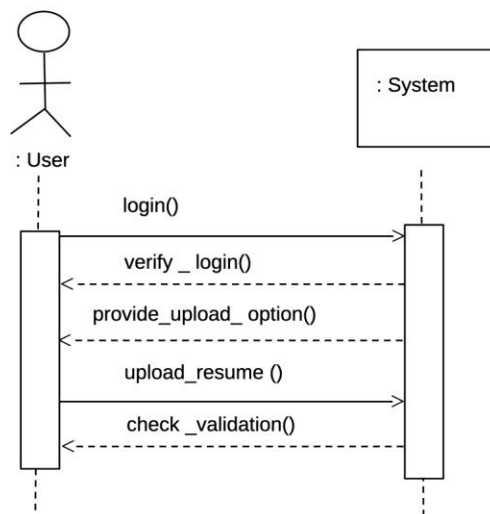 : System
: User
login()
verify _ login()
provide_upload_ option()
upload_resume ()
check _validation()